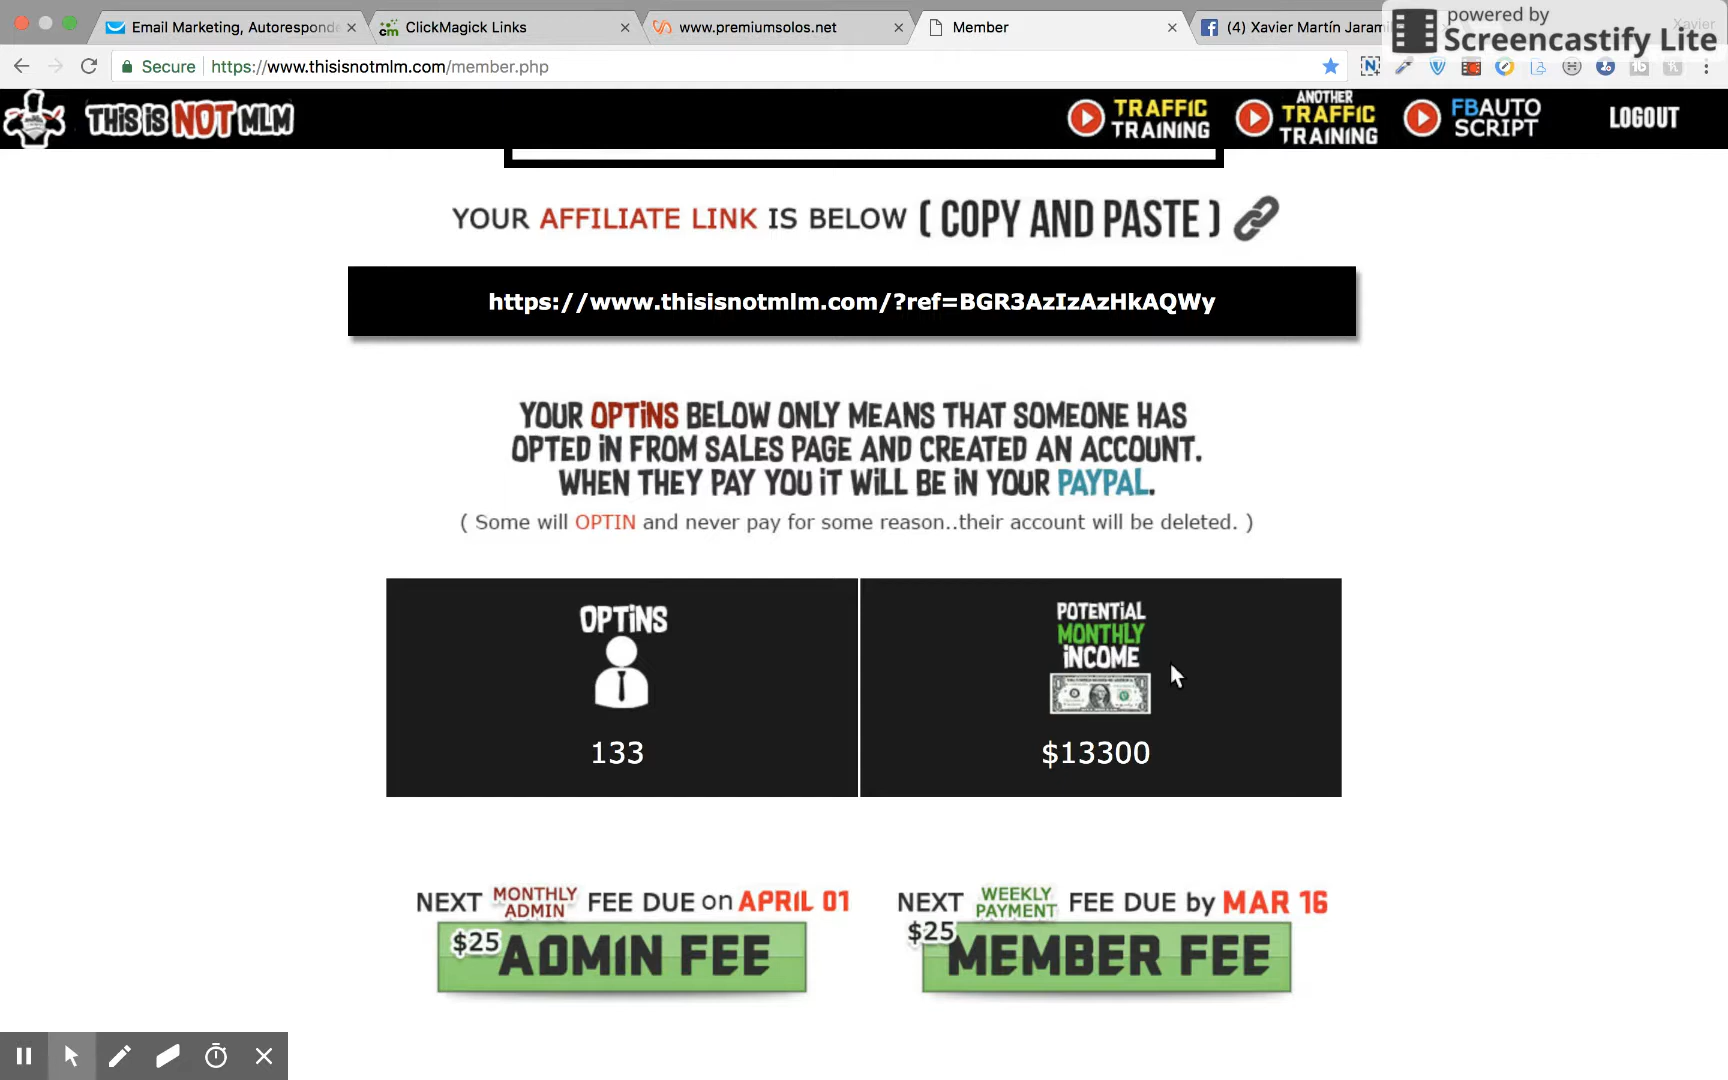 Email Marketing, Autoresponde
ClickMagick Links
www.premiumsolos.net
Member
(4) Xavier Martín Jaram
Xavier
powered by
Screencastify Lite
Secure
https://www.thisisnotmlm.com/member.php
THIS IS NOT MLM
TRAFFIC
TRAINING
ANOTHER
TRAFFIC
TRAINING
FB AUTO
SCRIPT
LOGOUT
YOUR AFFILIATE LINK IS BELOW ( COPY AND PASTE )
https://www.thisisnotmlm.com/?ref=BGR3AzIzAzHkAQWy
YOUR OPTINS BELOW ONLY MEANS THAT SOMEONE HAS
OPTED IN FROM SALES PAGE AND CREATED AN ACCOUNT.
WHEN THEY PAY YOU IT WILL BE IN YOUR PAYPAL.
( Some will OPTIN and never pay for some reason..their account will be deleted. )
OPTINS
133
POTENTIAL
MONTHLY
INCOME
$13300
NEXT MONTHLY ADMIN FEE DUE on APRIL 01
$25 ADMIN FEE
NEXT WEEKLY PAYMENT FEE DUE by MAR 16
$25 MEMBER FEE